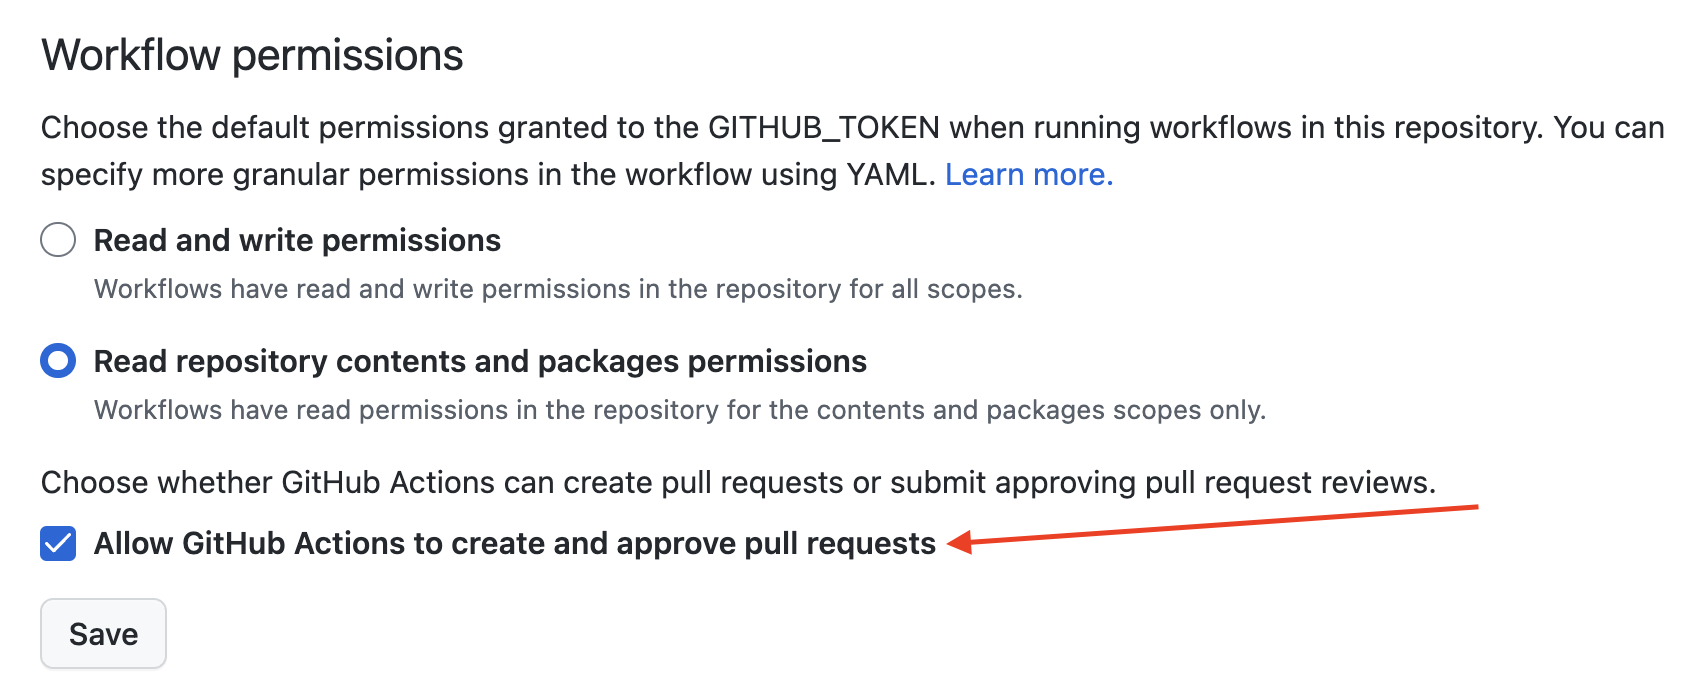 Workflow permissions
Choose the default permissions granted to the GITHUB_TOKEN when running workflows in this repository. You can
specify more granular permissions in the workflow using YAML. Learn more.
Read and write permissions
Workflows have read and write permissions in the repository for all scopes.
Read repository contents and packages permissions
Workflows have read permissions in the repository for the contents and packages scopes only.
Choose whether GitHub Actions can create pull requests or submit approving pull request reviews.
Allow GitHub Actions to create and approve pull requests
Save